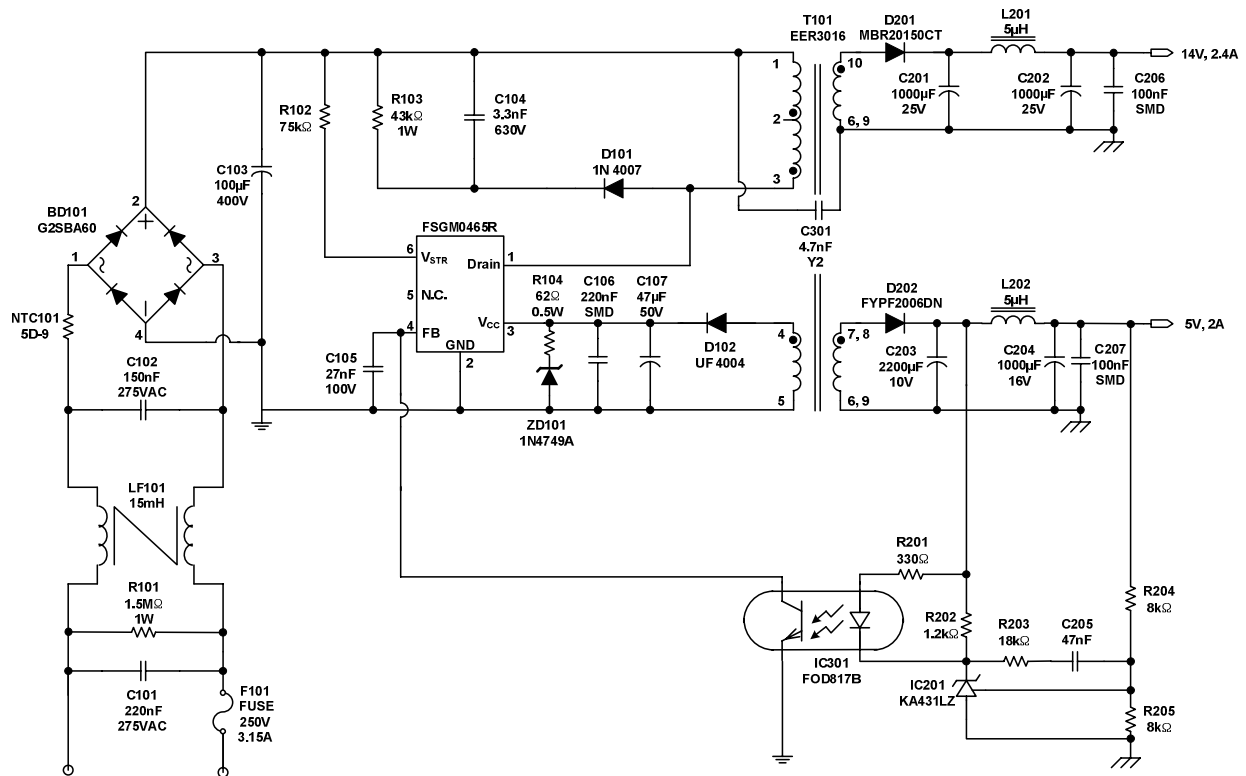 T101
EER3016
D201
MBR20150CT
L201
5µH
14V, 2.4A
1
2
3
10
6, 9
C201
1000µF
25V
C202
1000µF
25V
C206
100nF
SMD
R102
75kΩ
R103
43kΩ
1W
C104
3.3nF
630V
D101
1N 4007
C103
100µF
400V
C301
4.7nF
Y2
BD101
G2SBA60
2
1
3
4
NTC101
5D-9
C102
150nF
275VAC
FSGM0465R
6
VSTR
Drain
1
5
N.C.
4
FB
VCC
3
GND
2
R104
62Ω
0.5W
C106
220nF
SMD
C107
47µF
50V
D102
UF 4004
C105
27nF
100V
ZD101
1N4749A
4
5
7, 8
6, 9
D202
FYPF2006DN
L202
5µH
5V, 2A
C203
2200µF
10V
C204
1000µF
16V
C207
100nF
SMD
LF101
15mH
R101
1.5MΩ
1W
C101
220nF
275VAC
F101
FUSE
250V
3.15A
R201
330Ω
R202
1.2kΩ
R203
18kΩ
C205
47nF
R204
8kΩ
IC301
FOD817B
IC201
KA431LZ
R205
8kΩ